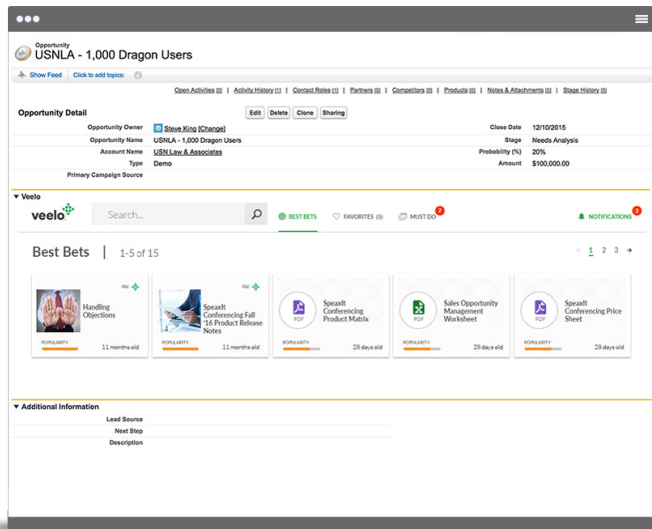 Opportunity
USNLA - 1,000 Dragon Users
Show Feed Click to add topics:
Open Activities [0] | Activity History [1] | Contact Roles [1] | Partners [0] | Competitors [0] | Products [0] | Notes & Attachments [0] | Stage History [5]
Opportunity Detail Edit Delete Clone Sharing
Opportunity Owner Steve King [Change] Close Date 12/10/2015
Opportunity Name USNLA - 1,000 Dragon Users Stage Needs Analysis
Account Name USN Law & Associates Probability (%) 20%
Type Demo Amount $100,000.00
Primary Campaign Source
Veelo
veelo Search... BEST BETS FAVORITES (5) MUST DO 2 NOTIFICATIONS 3
Best Bets | 1-5 of 15 1 2 3
Handling
Objections
POPULARITY 11 months old
SpeaxIt
Conferencing Fall
'16 Product Release
Notes
POPULARITY 11 months old
PDF
SpeaxIt
Conferencing
Product Matrix
POPULARITY 28 days old
PDF
Sales Opportunity
Management
Worksheet
POPULARITY 28 days old
PDF
SpeaxIt
Conferencing Price
Sheet
POPULARITY 28 days old
Additional Information
Lead Source
Next Step
Description